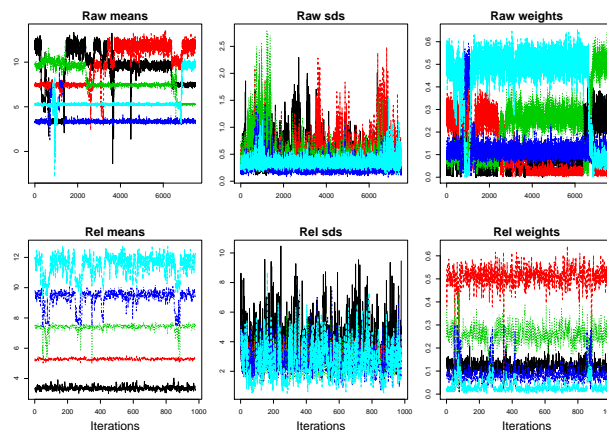 Raw means
Raw sds
Raw weights
0
5
10
0 2000 4000 6000
0.0 0.5 1.0 1.5 2.0 2.5
0 2000 4000 6000
0.0 0.1 0.2 0.3 0.4 0.5 0.6
0 2000 4000 6000
Rel means
Rel sds
Rel weights
4 6 8 10 12
0 200 400 600 800 1000
Iterations
2 4 6 8 10
0 200 400 600 800 1000
Iterations
0.0 0.1 0.2 0.3 0.4 0.5 0.6
0 200 400 600 800
Iterations